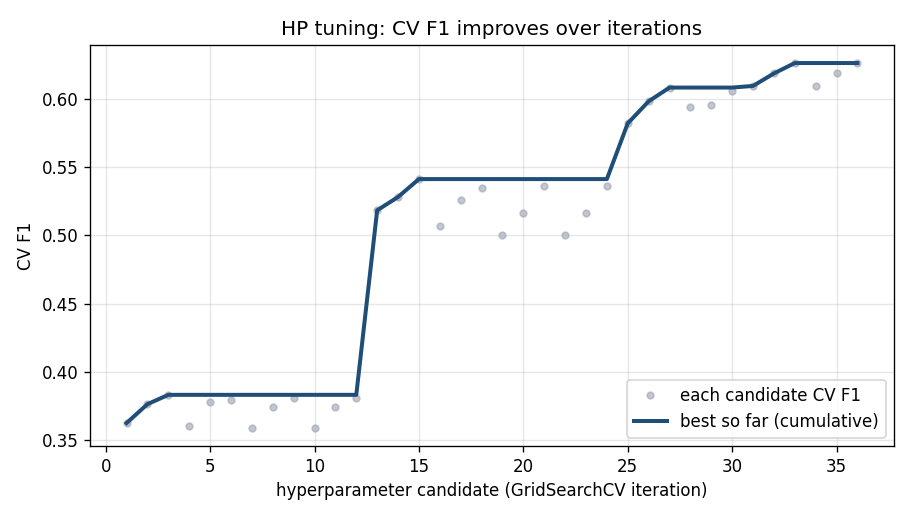 HP tuning: CV F1 improves over iterations
CV F1
0.60
0.55
0.50
0.45
0.40
0.35
each candidate CV F1
best so far (cumulative)
0 5 10 15 20 25 30 35
hyperparameter candidate (GridSearchCV iteration)